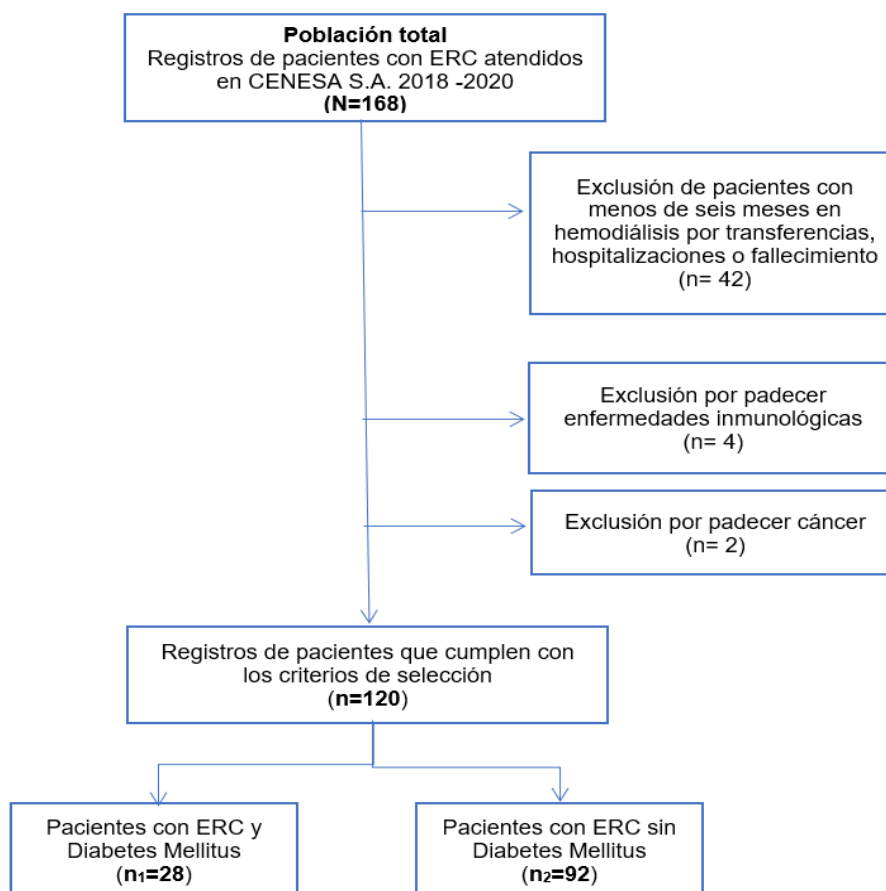 Población total
Registros de pacientes con ERC atendidos
en CENESA S.A. 2018 -2020
(N=168)
Exclusión de pacientes con
menos de seis meses en
hemodiálisis por transferencias,
hospitalizaciones o fallecimiento
(n= 42)
Exclusión por padecer
enfermedades inmunológicas
(n= 4)
Exclusión por padecer cáncer
(n= 2)
Registros de pacientes que cumplen con
los criterios de selección
(n=120)
Pacientes con ERC y
Diabetes Mellitus
(n₁=28)
Pacientes con ERC sin
Diabetes Mellitus
(n₂=92)